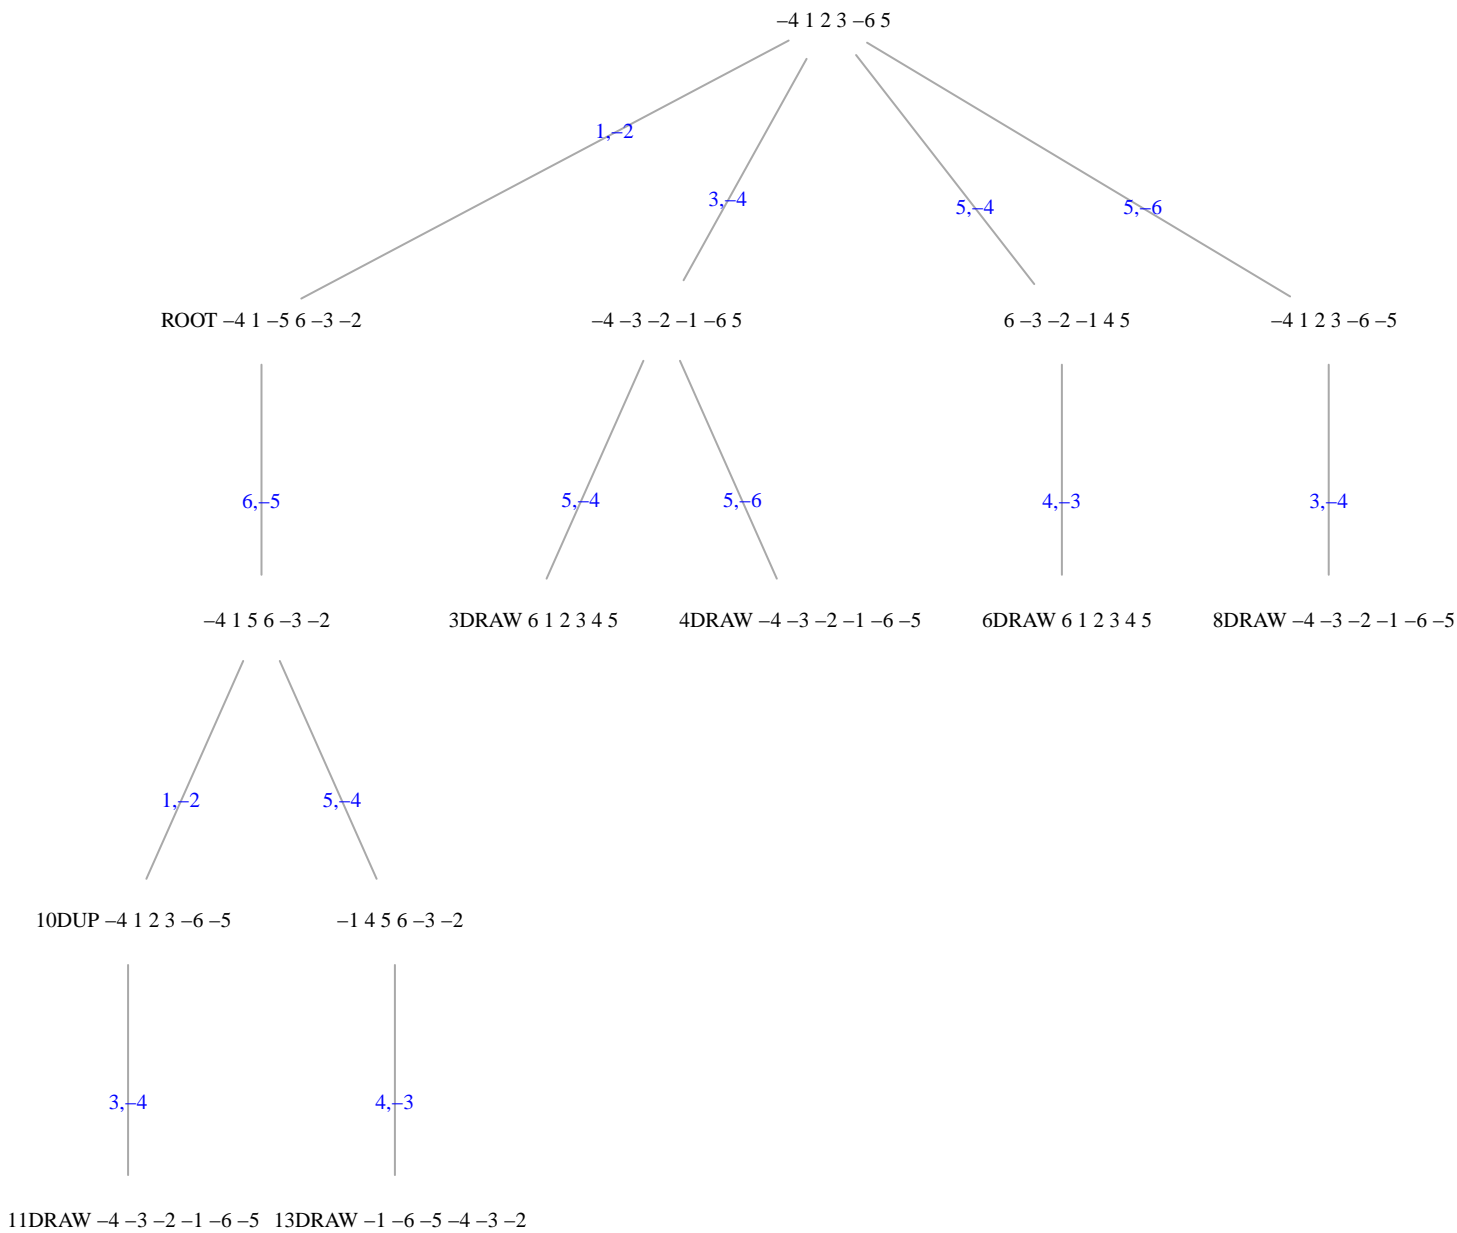 –4 1 2 3 –6 5
1,–2
3,–4
5,–4
5,–6
ROOT –4 1 –5 6 –3 –2
–4 –3 –2 –1 –6 5
6 –3 –2 –1 4 5
–4 1 2 3 –6 –5
6,–5
5,–4
5,–6
4,–3
3,–4
–4 1 5 6 –3 –2
3DRAW 6 1 2 3 4 5
4DRAW –4 –3 –2 –1 –6 –5
6DRAW 6 1 2 3 4 5
8DRAW –4 –3 –2 –1 –6 –5
1,–2
5,–4
10DUP –4 1 2 3 –6 –5
–1 4 5 6 –3 –2
3,–4
4,–3
11DRAW –4 –3 –2 –1 –6 –5
13DRAW –1 –6 –5 –4 –3 –2